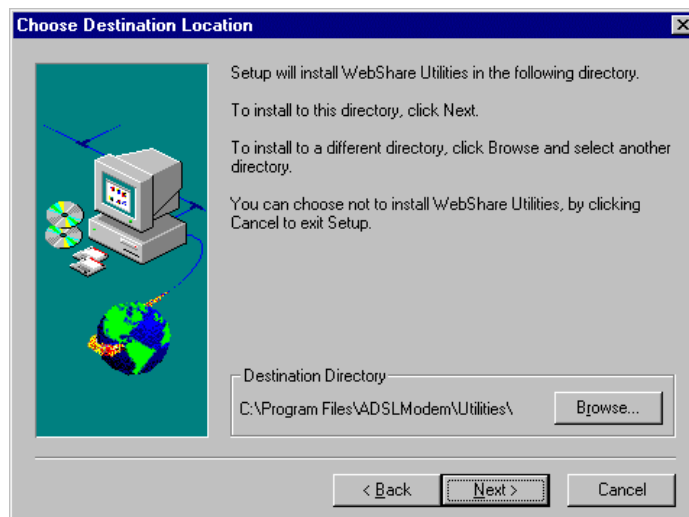 Choose Destination Location
Setup will install WebShare Utilities in the following directory.
To install to this directory, click Next.
To install to a different directory, click Browse and select another
directory.
You can choose not to install WebShare Utilities, by clicking
Cancel to exit Setup.
Destination Directory
C:\Program Files\ADSLModem\Utilities\
Browse...
< Back
Next >
Cancel